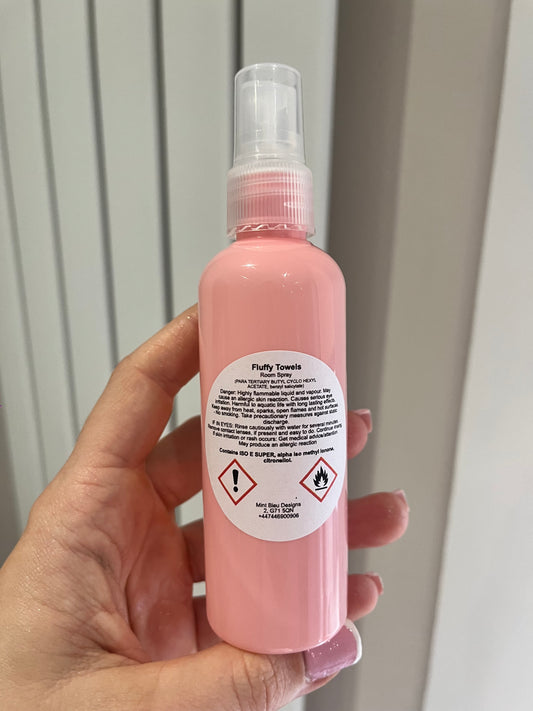 Fluffy Towels
Room Spray
(PARA TERTIARY BUTYL CYCLO HEXYL
ACETATE, benzyl salicylate)
Danger: Highly flammable liquid and vapour. May
cause an allergic skin reaction. Causes serious eye
irritation. Harmful to aquatic life with long lasting effects.
Keep away from heat, sparks, open flames and hot surfaces.
- No smoking. Take precautionary measures against static
discharge.
IF IN EYES: Rinse cautiously with water for several minutes.
Remove contact lenses, if present and easy to do. Continue rinsing.
If skin irritation or rash occurs: Get medical advice/attention
May produce an allergic reaction
Contains ISO E SUPER, alpha iso methyl ionone,
citronellol.
Mint Bleu Designs
2, G71 5QN
+447446900906